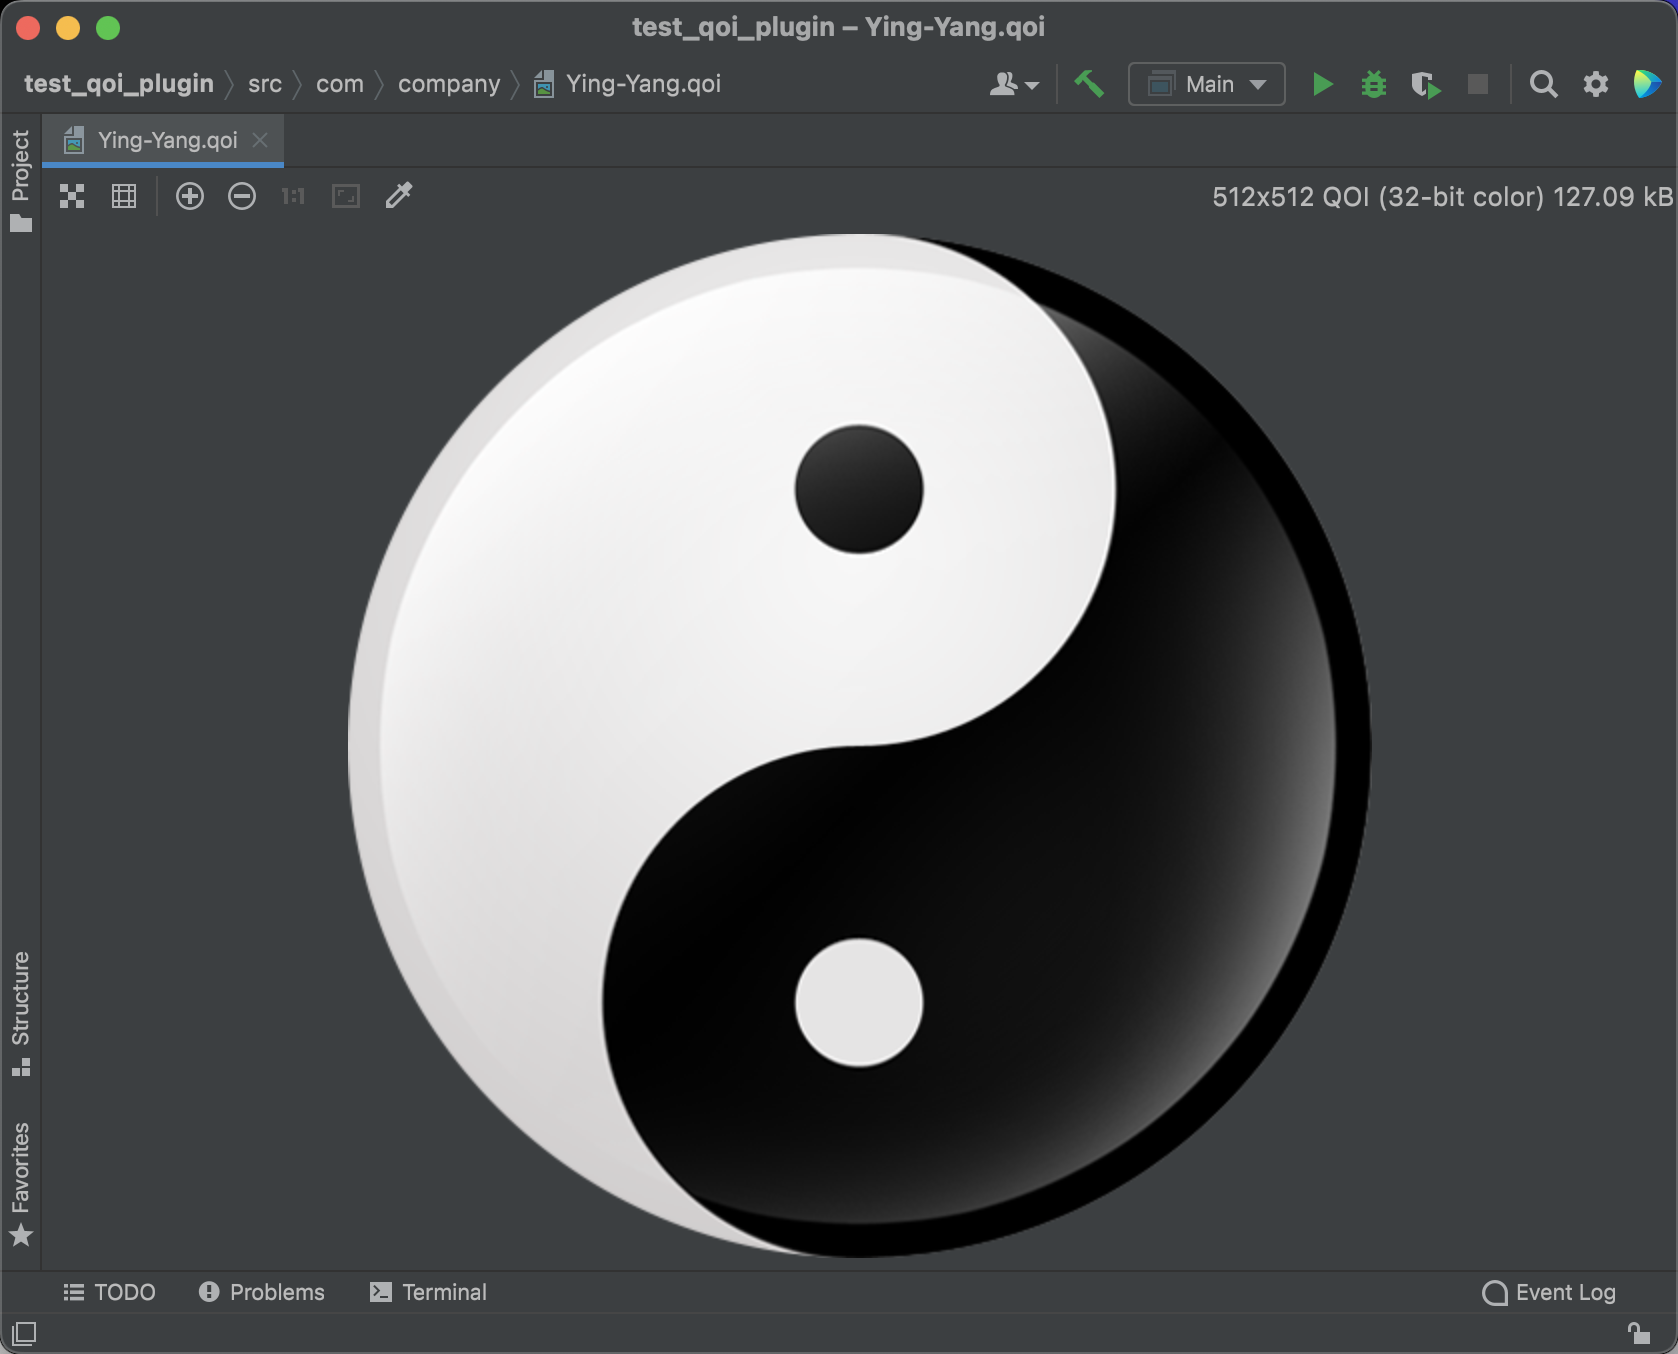 test_qoi_plugin – Ying-Yang.qoi
test_qoi_plugin src com company Ying-Yang.qoi Main
Project
Ying-Yang.qoi
1:1
512x512 QOI (32-bit color) 127.09 kB
Structure
Favorites
TODO Problems Terminal Event Log